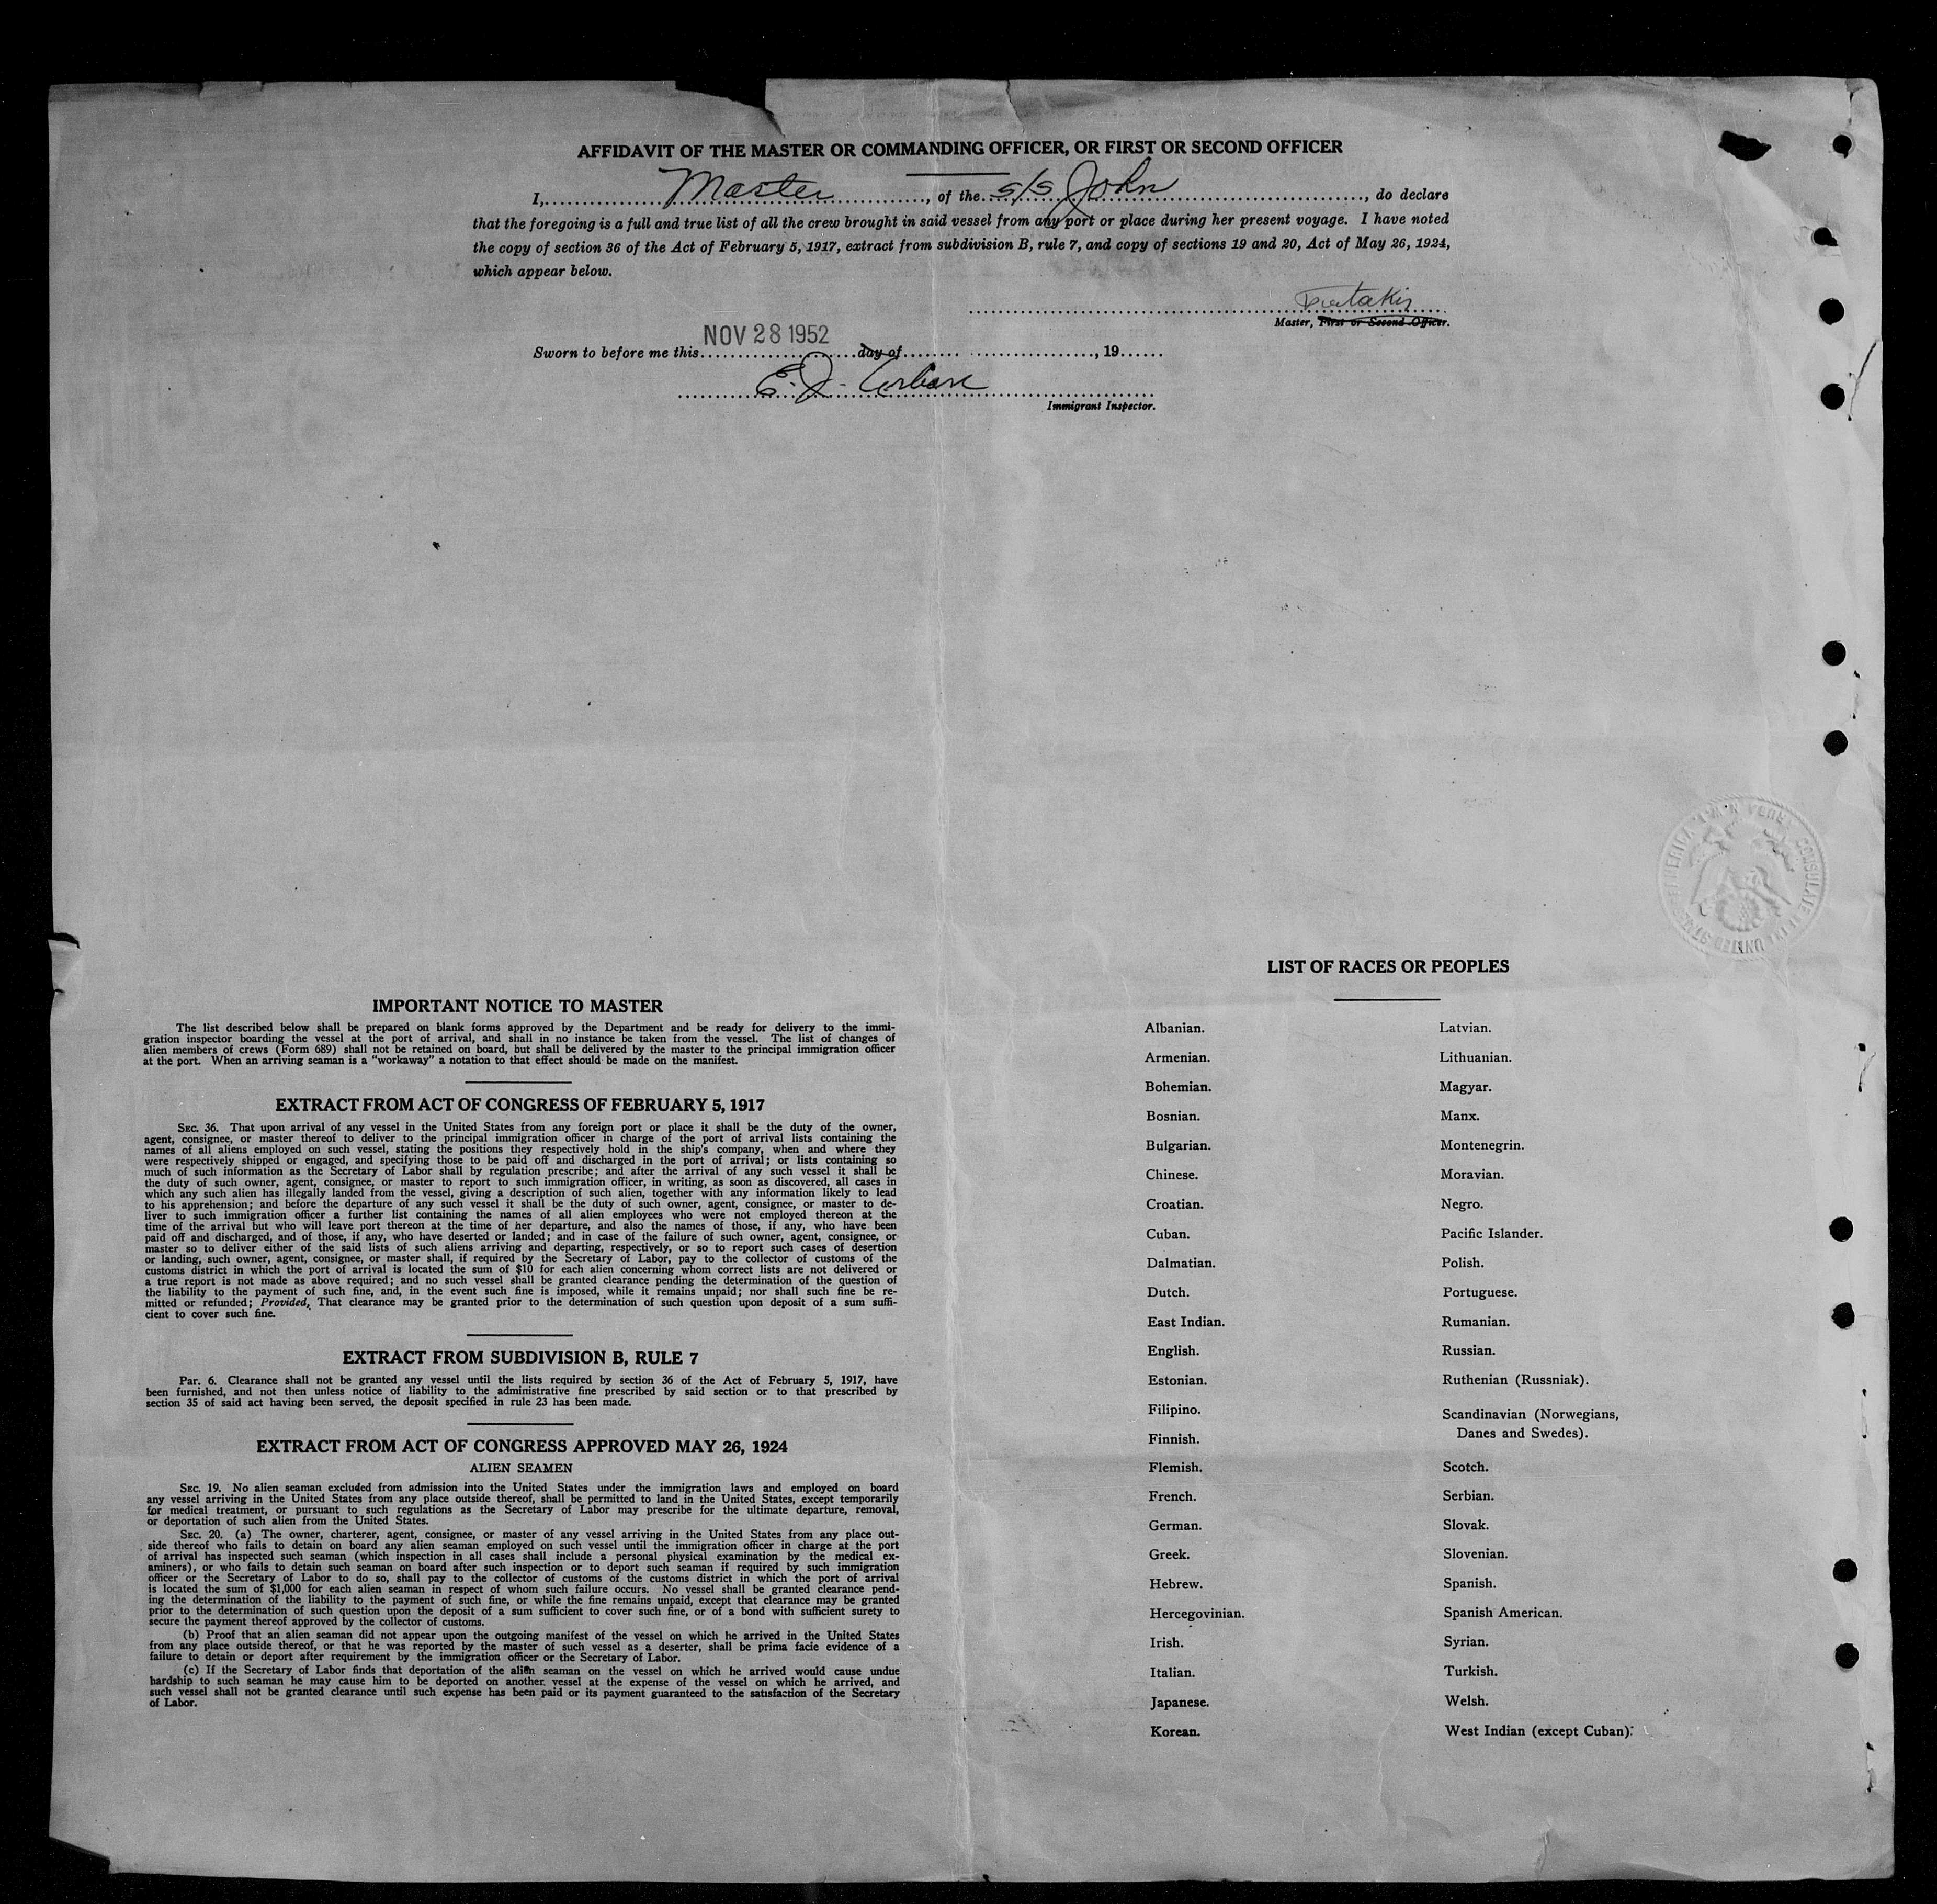 AFFIDAVIT OF THE MASTER OR COMMANDING OFFICER, OR FIRST OR SECOND OFFICER
I, Master, of the s/s John, do declare
that the foregoing is a full and true list of all the crew brought in said vessel from any port or place during her present voyage. I have noted
the copy of section 36 of the Act of February 5, 1917, extract from subdivision B, rule 7, and copy of sections 19 and 20, Act of May 26, 1924,
which appear below.
Master, First or Second Officer.
NOV 28 1952
Sworn to before me this day of , 19
E. J.
Immigrant Inspector.
CONSULATE OF THE UNITED STATES OF AMERICA
IMPORTANT NOTICE TO MASTER
The list described below shall be prepared on blank forms approved by the Department and be ready for delivery to the immi-
gration inspector boarding the vessel at the port of arrival, and shall in no instance be taken from the vessel. The list of changes of
alien members of crews (Form 689) shall not be retained on board, but shall be delivered by the master to the principal immigration officer
at the port. When an arriving seaman is a "workaway" a notation to that effect should be made on the manifest.
EXTRACT FROM ACT OF CONGRESS OF FEBRUARY 5, 1917
SEC. 36. That upon arrival of any vessel in the United States from any foreign port or place it shall be the duty of the owner,
agent, consignee, or master thereof to deliver to the principal immigration officer in charge of the port of arrival lists containing the
names of all aliens employed on such vessel, stating the positions they respectively hold in the ship's company, when and where they
were respectively shipped or engaged, and specifying those to be paid off and discharged in the port of arrival; or lists containing so
much of such information as the Secretary of Labor shall by regulation prescribe; and after the arrival of any such vessel it shall be
the duty of such owner, agent, consignee, or master to report to such immigration officer, in writing, as soon as discovered, all cases in
which any such alien has illegally landed from the vessel, giving a description of such alien, together with any information likely to lead
to his apprehension; and before the departure of any such vessel it shall be the duty of such owner, agent, consignee, or master to de-
liver to such immigration officer a further list containing the names of all alien employees who were not employed thereon at the
time of the arrival but who will leave port thereon at the time of her departure, and also the names of those, if any, who have been
paid off and discharged, and of those, if any, who have deserted or landed; and in case of the failure of such owner, agent, consignee, or
master so to deliver either of the said lists of such aliens arriving and departing, respectively, or so to report such cases of desertion
or landing, such owner, agent, consignee, or master shall, if required by the Secretary of Labor, pay to the collector of customs of the
customs district in which the port of arrival is located the sum of $10 for each alien concerning whom correct lists are not delivered or
a true report is not made as above required; and no such vessel shall be granted clearance pending the determination of the question of
the liability to the payment of such fine, and, in the event such fine is imposed, while it remains unpaid; nor shall such fine be re-
mitted or refunded; Provided, That clearance may be granted prior to the determination of such question upon deposit of a sum suffi-
cient to cover such fine.
EXTRACT FROM SUBDIVISION B, RULE 7
Par. 6. Clearance shall not be granted any vessel until the lists required by section 36 of the Act of February 5, 1917, have
been furnished, and not then unless notice of liability to the administrative fine prescribed by said section or to that prescribed by
section 35 of said act having been served, the deposit specified in rule 23 has been made.
EXTRACT FROM ACT OF CONGRESS APPROVED MAY 26, 1924
ALIEN SEAMEN
SEC. 19. No alien seaman excluded from admission into the United States under the immigration laws and employed on board
any vessel arriving in the United States from any place outside thereof, shall be permitted to land in the United States, except temporarily
for medical treatment, or pursuant to such regulations as the Secretary of Labor may prescribe for the ultimate departure, removal,
or deportation of such alien from the United States.
SEC. 20. (a) The owner, charterer, agent, consignee, or master of any vessel arriving in the United States from any place out-
side thereof who fails to detain on board any alien seaman employed on such vessel until the immigration officer in charge at the port
of arrival has inspected such seaman (which inspection in all cases shall include a personal physical examination by the medical ex-
aminers), or who fails to detain such seaman on board after such inspection or to deport such seaman if required by such immigration
officer or the Secretary of Labor to do so, shall pay to the collector of customs of the customs district in which the port of arrival
is located the sum of $1,000 for each alien seaman in respect of whom such failure occurs. No vessel shall be granted clearance pend-
ing the determination of the liability to the payment of such fine, or while the fine remains unpaid, except that clearance may be granted
prior to the determination of such question upon the deposit of a sum sufficient to cover such fine, or of a bond with sufficient surety to
secure the payment thereof approved by the collector of customs.
(b) Proof that an alien seaman did not appear upon the outgoing manifest of the vessel on which he arrived in the United States
from any place outside thereof, or that he was reported by the master of such vessel as a deserter, shall be prima facie evidence of a
failure to detain or deport after requirement by the immigration officer or the Secretary of Labor.
(c) If the Secretary of Labor finds that deportation of the alien seaman on the vessel on which he arrived would cause undue
hardship to such seaman he may cause him to be deported on another vessel at the expense of the vessel on which he arrived, and
such vessel shall not be granted clearance until such expense has been paid or its payment guaranteed to the satisfaction of the Secretary
of Labor.
LIST OF RACES OR PEOPLES
Albanian.
Armenian.
Bohemian.
Bosnian.
Bulgarian.
Chinese.
Croatian.
Cuban.
Dalmatian.
Dutch.
East Indian.
English.
Estonian.
Filipino.
Finnish.
Flemish.
French.
German.
Greek.
Hebrew.
Hercegovinian.
Irish.
Italian.
Japanese.
Korean.
Latvian.
Lithuanian.
Magyar.
Manx.
Montenegrin.
Moravian.
Negro.
Pacific Islander.
Polish.
Portuguese.
Rumanian.
Russian.
Ruthenian (Russniak).
Scandinavian (Norwegians,
Danes and Swedes).
Scotch.
Serbian.
Slovak.
Slovenian.
Spanish.
Spanish American.
Syrian.
Turkish.
Welsh.
West Indian (except Cuban).